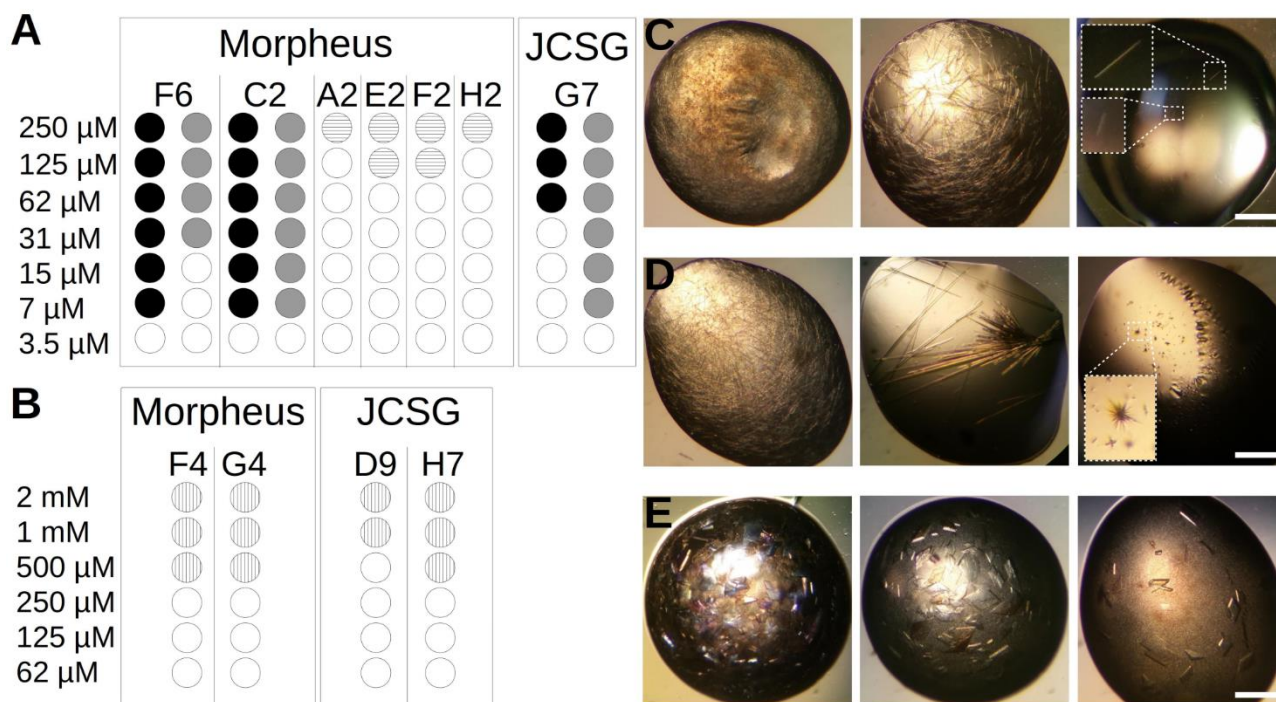 A
Morpheus JCSG
F6 C2 A2 E2 F2 H2 G7
250 µM
125 µM
62 µM
31 µM
15 µM
7 µM
3.5 µM
B
Morpheus JCSG
F4 G4 D9 H7
2 mM
1 mM
500 µM
250 µM
125 µM
62 µM
C
D
E